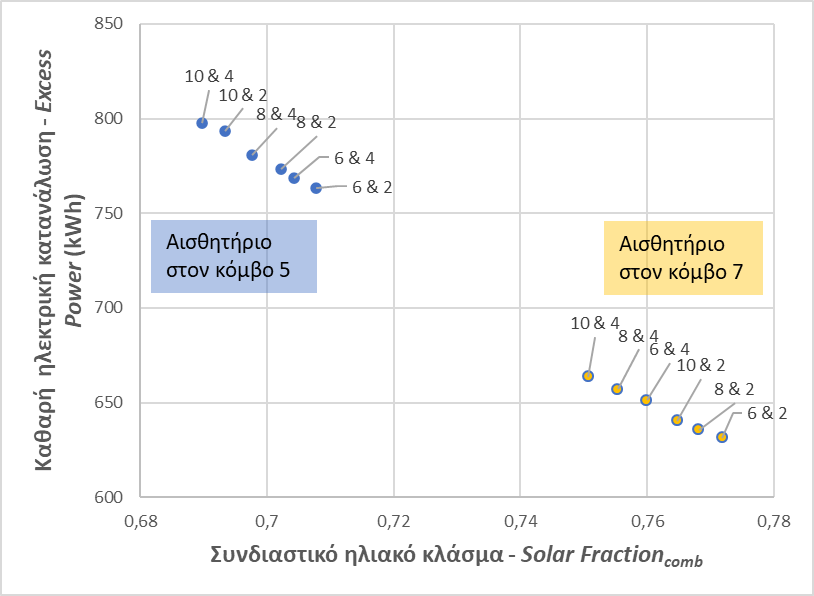 850
800
750
700
650
600
Καθαρή ηλεκτρική κατανάλωση - Excess
Power (kWh)
10 & 4
10 & 2
8 & 4
8 & 2
6 & 4
6 & 2
Αισθητήριο
στον κόμβο 5
Αισθητήριο
στον κόμβο 7
10 & 4
8 & 4
6 & 4
10 & 2
8 & 2
6 & 2
0,68
0,7
0,72
0,74
0,76
0,78
Συνδιαστικό ηλιακό κλάσμα - Solar Fractioncomb